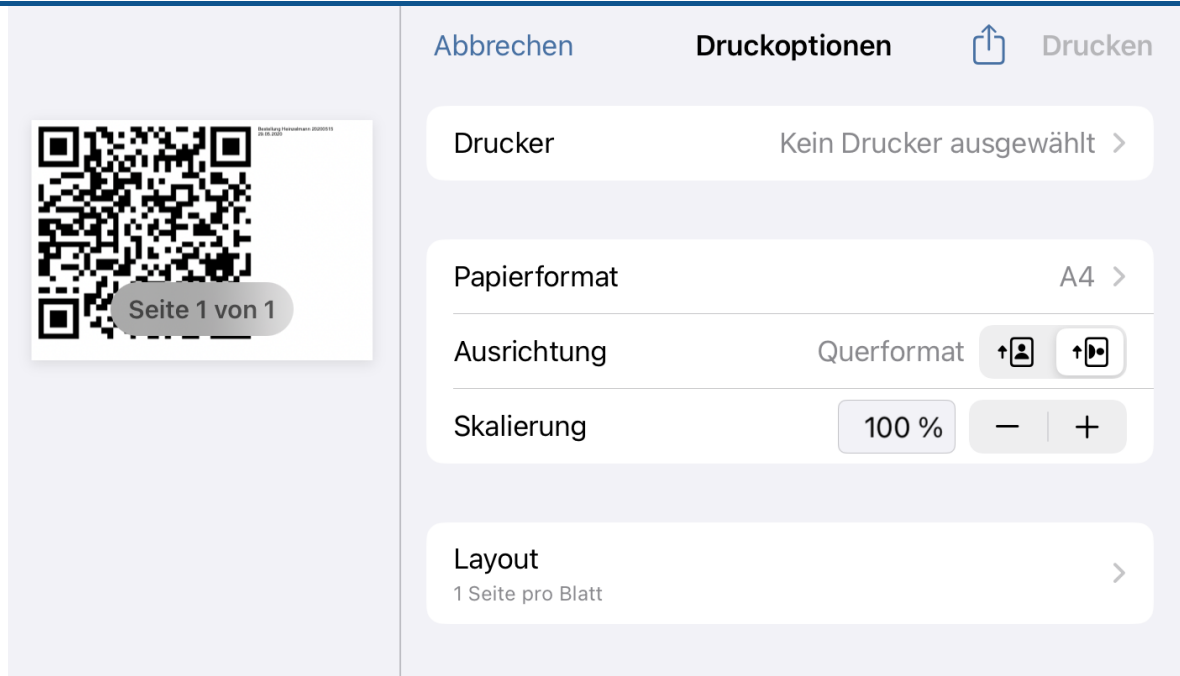 Abbrechen
Druckoptionen
Drucken
Seite 1 von 1
Drucker
Kein Drucker ausgewählt
Papierformat
A4
Ausrichtung
Querformat
Skalierung
100 %
Layout
1 Seite pro Blatt
Bestellung